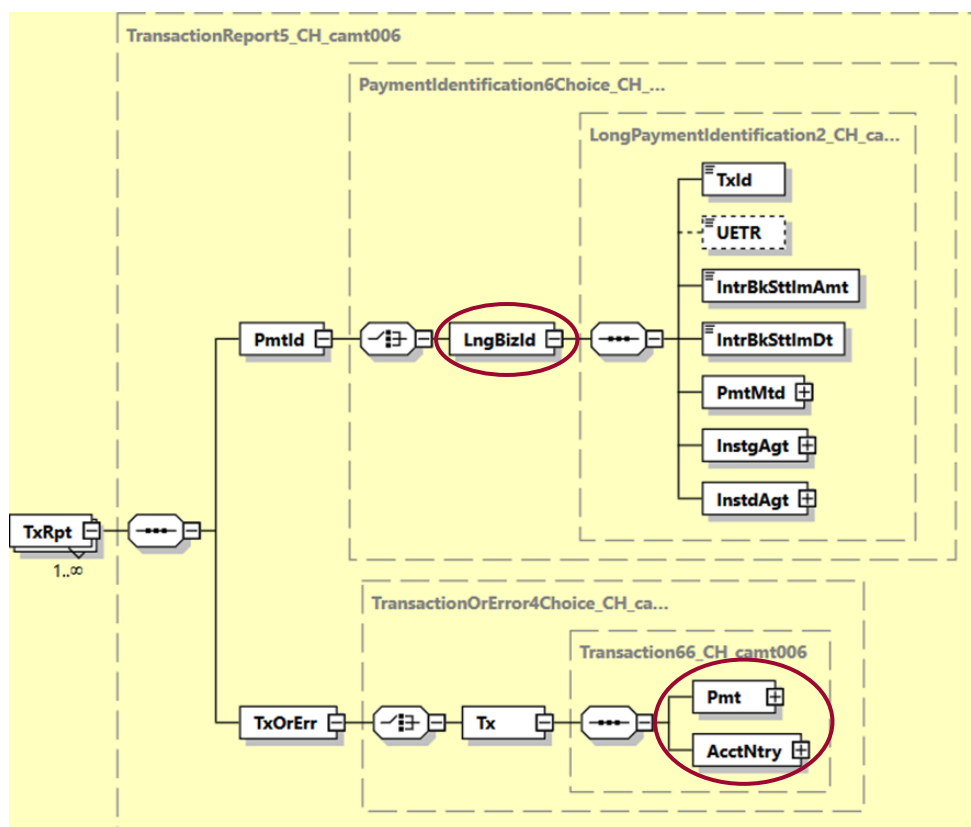 TransactionReport5_CH_camt006
PaymentIdentification6Choice_CH_...
LongPaymentIdentification2_CH_ca...
TxId
UETR
IntrBkSttlmAmt
PmtId
LngBizId
IntrBkSttlmDt
PmtMtd
InstgAgt
InstdAgt
TxRpt
1..∞
TransactionOrError4Choice_CH_ca...
Transaction66_CH_camt006
Pmt
TxOrErr
Tx
AcctNtry